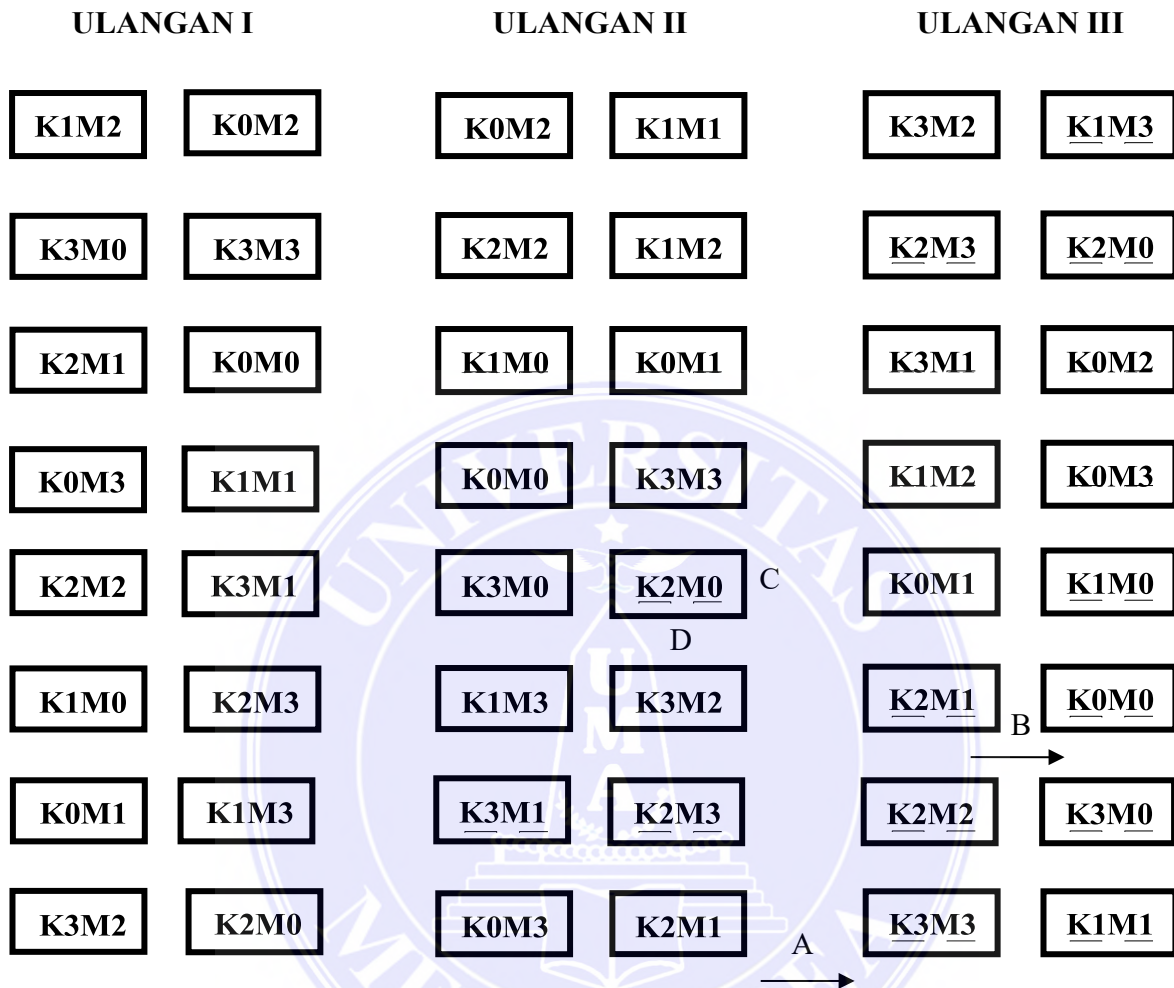 ULANGAN I ULANGAN II ULANGAN III
K1M2 K0M2 K0M2 K1M1 K3M2 K1M3
K3M0 K3M3 K2M2 K1M2 K2M3 K2M0
K2M1 K0M0 K1M0 K0M1 K3M1 K0M2
K0M3 K1M1 K0M0 K3M3 K1M2 K0M3
K2M2 K3M1 K3M0 K2M0 C K0M1 K1M0
D
K1M0 K2M3 K1M3 K3M2 K2M1 B K0M0
K0M1 K1M3 K3M1 K2M3 K2M2 K3M0
K3M2 K2M0 K0M3 K2M1 A K3M3 K1M1
UNIVERSITAS
UMA